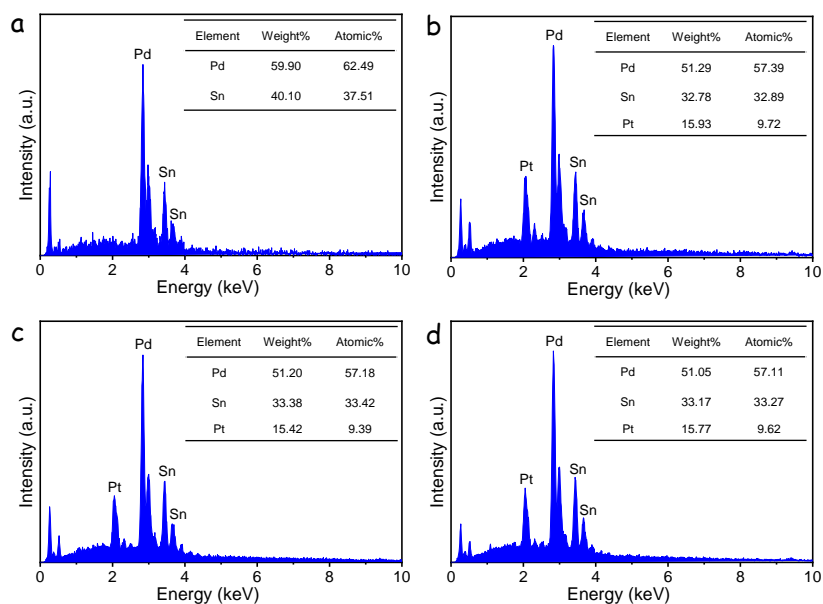 a
Intensity (a.u.)
Pd
Sn
Sn
Element Weight% Atomic%
Pd 59.90 62.49
Sn 40.10 37.51
0 2 4 6 8 10
Energy (keV)
b
Intensity (a.u.)
Pt
Pd
Sn
Sn
Element Weight% Atomic%
Pd 51.29 57.39
Sn 32.78 32.89
Pt 15.93 9.72
0 2 4 6 8 10
Energy (keV)
c
Intensity (a.u.)
Pt
Pd
Sn
Sn
Element Weight% Atomic%
Pd 51.20 57.18
Sn 33.38 33.42
Pt 15.42 9.39
0 2 4 6 8 10
Energy (keV)
d
Intensity (a.u.)
Pt
Pd
Sn
Sn
Element Weight% Atomic%
Pd 51.05 57.11
Sn 33.17 33.27
Pt 15.77 9.62
0 2 4 6 8 10
Energy (keV)